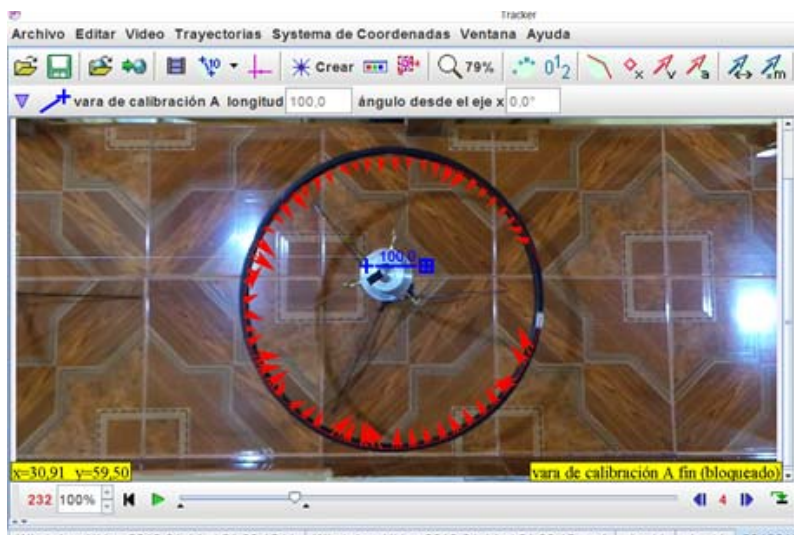 Tracker
Archivo Editar Video Trayectorias Systema de Coordenadas Ventana Ayuda
Crear 79%
vara de calibración A longitud 100,0 ángulo desde el eje x 0,0°
100,0
x=30,91 y=59,50 vara de calibración A fin (bloqueado)
232 100% 4